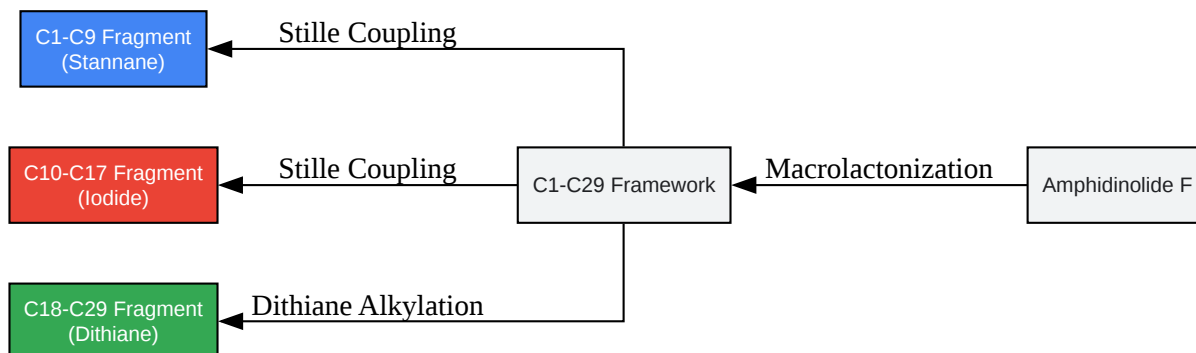 C1-C9 Fragment
(Stannane)
Stille Coupling
C10-C17 Fragment
(Iodide)
Stille Coupling
C1-C29 Framework
Macrolactonization
Amphidinolide F
C18-C29 Fragment
(Dithiane)
Dithiane Alkylation